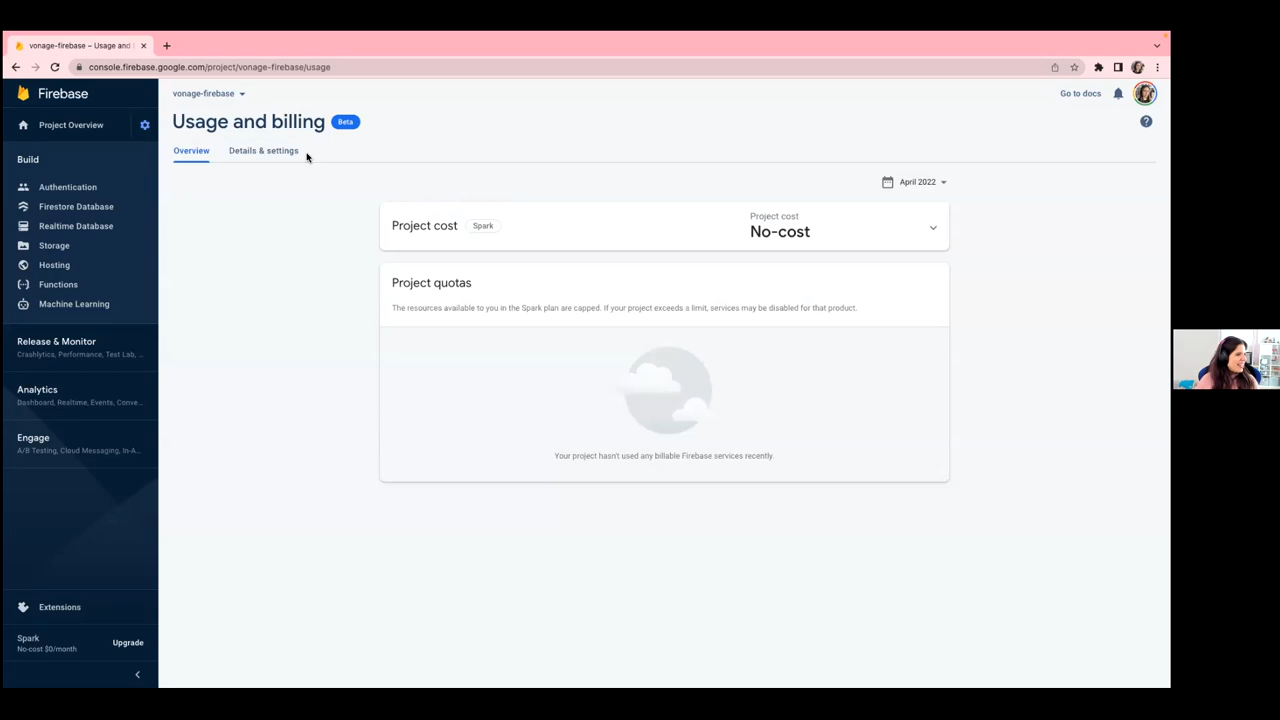 vonage-firebase – Usage and
console.firebase.google.com/project/vonage-firebase/usage
Firebase
vonage-firebase
Go to docs
Project Overview
Usage and billing
Beta
Overview
Details & settings
Build
Authentication
Firestore Database
Realtime Database
Storage
Hosting
Functions
Machine Learning
Release & Monitor
Crashlytics, Performance, Test Lab, ...
Analytics
Dashboard, Realtime, Events, Conve...
Engage
A/B Testing, Cloud Messaging, In-A...
Extensions
Spark
No-cost $0/month
Upgrade
April 2022
Project cost
Spark
Project cost
No-cost
Project quotas
The resources available to you in the Spark plan are capped. If your project exceeds a limit, services may be disabled for that product.
Your project hasn't used any billable Firebase services recently.